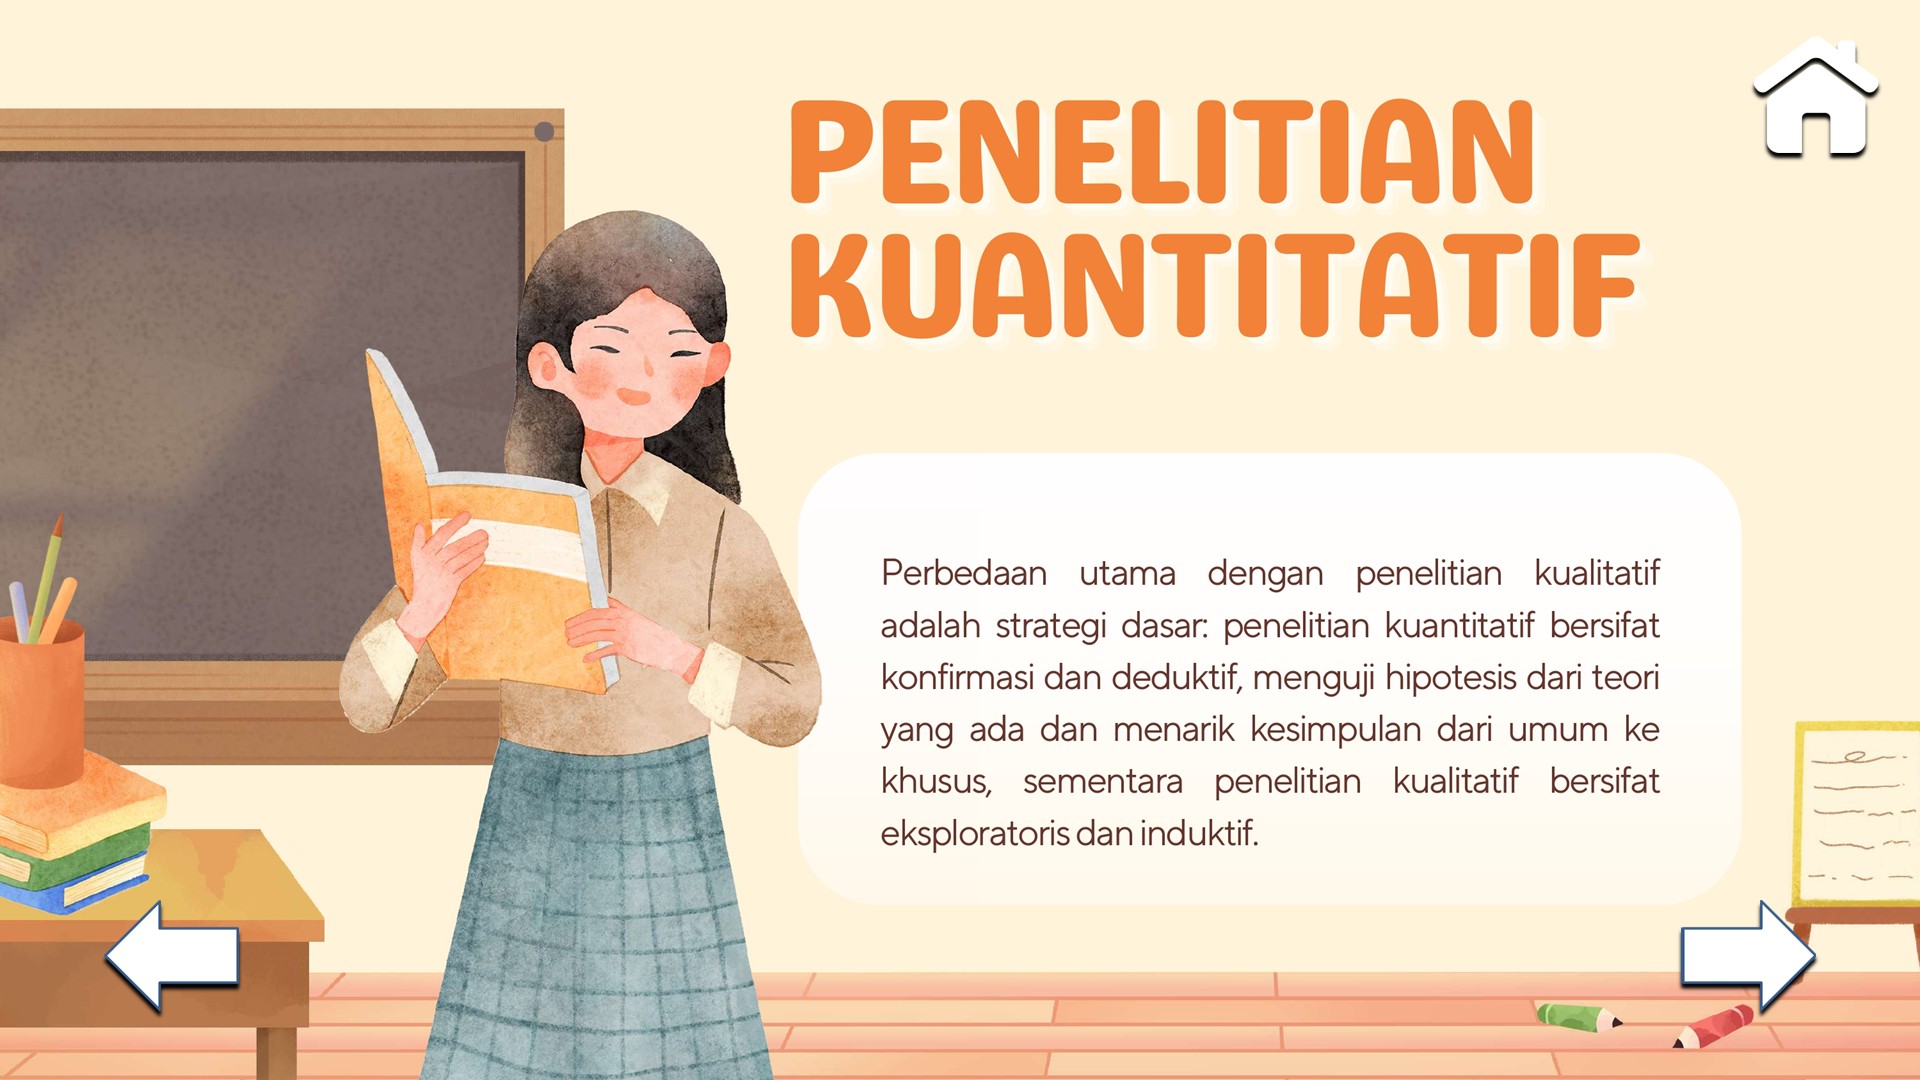 PENELITIAN
KUANTITATIF
Perbedaan utama dengan penelitian kualitatif
adalah strategi dasar: penelitian kuantitatif bersifat
konfirmasi dan deduktif, menguji hipotesis dari teori
yang ada dan menarik kesimpulan dari umum ke
khusus, sementara penelitian kualitatif bersifat
eksploratoris dan induktif.